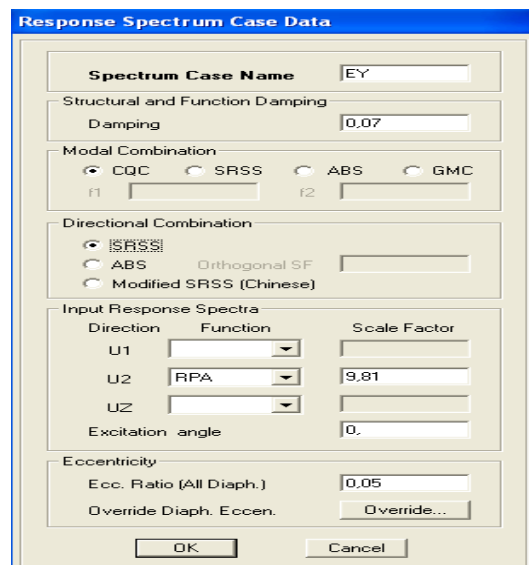 Response Spectrum Case Data
Spectrum Case Name EY
Structural and Function Damping
Damping 0,07
Modal Combination
CQC SRSS ABS GMC
f1 f2
Directional Combination
SRSS
ABS Orthogonal SF
Modified SRSS (Chinese)
Input Response Spectra
Direction Function Scale Factor
U1
U2 RPA 9,81
UZ
Excitation angle 0,
Eccentricity
Ecc. Ratio (All Diaph.) 0,05
Override Diaph. Eccen. Override...
OK Cancel